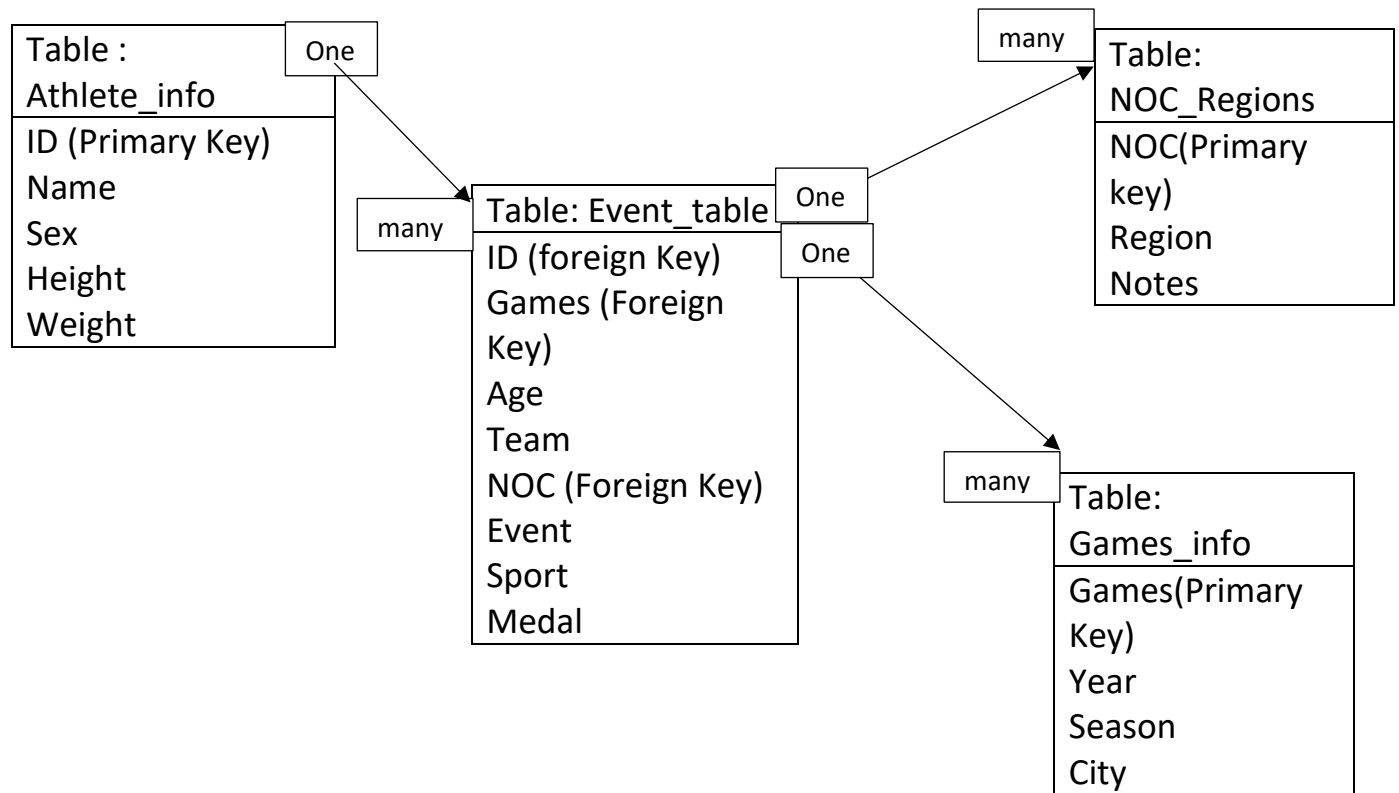 Table :
Athlete_info
ID (Primary Key)
Name
Sex
Height
Weight
One
many
Table: Event_table
ID (foreign Key)
Games (Foreign
Key)
Age
Team
NOC (Foreign Key)
Event
Sport
Medal
One
One
many
Table:
NOC_Regions
NOC(Primary
key)
Region
Notes
many
Table:
Games_info
Games(Primary
Key)
Year
Season
City